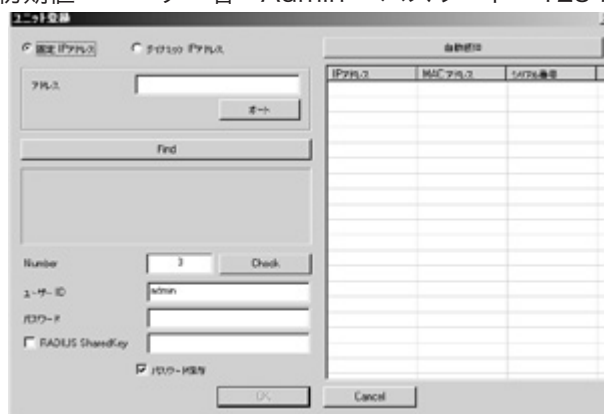 ユニット登録
固定 IPアドレス
ダイナミック IPアドレス
自動認識
アドレス
ポート
IPアドレス
MACアドレス
シリアル番号
Find
Number
3
Check
ユーザー ID
admin
パスワード
RADIUS SharedKey
パスワード保存
OK
Cancel